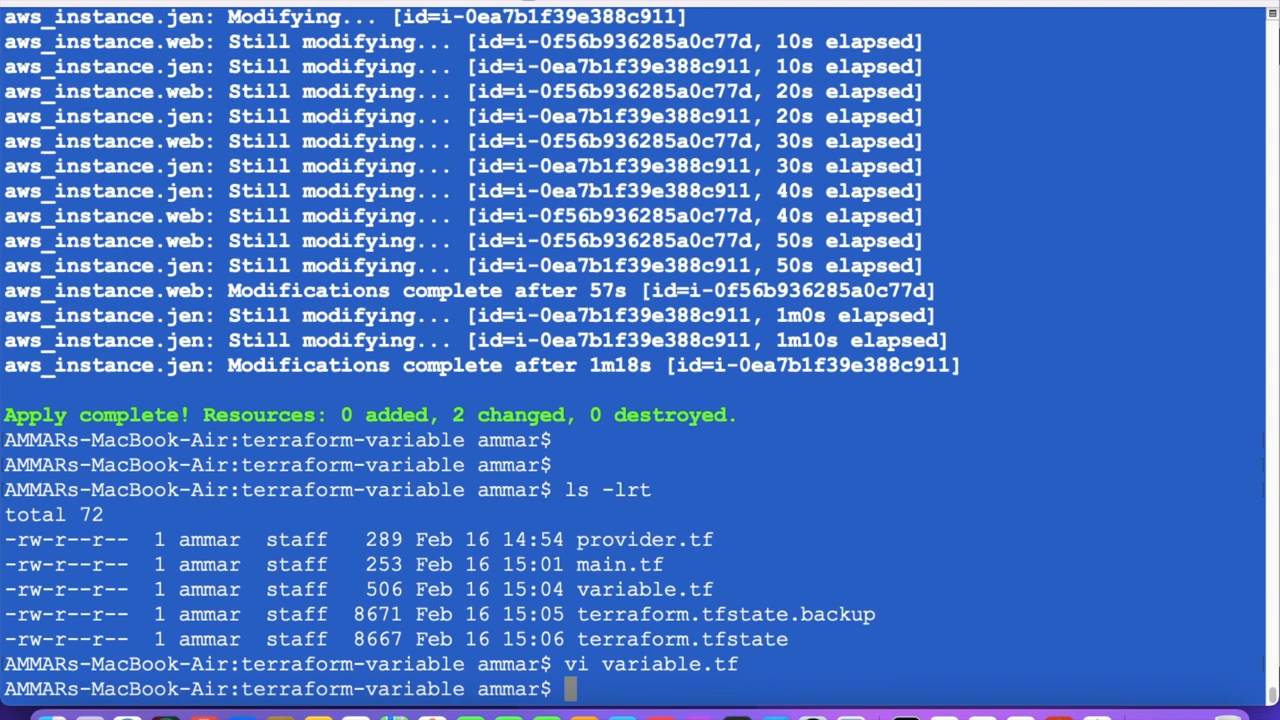 aws_instance.jen: Modifying... [id=i-0ea7b1f39e388c911]
aws_instance.web: Still modifying... [id=i-0f56b936285a0c77d, 10s elapsed]
aws_instance.jen: Still modifying... [id=i-0ea7b1f39e388c911, 10s elapsed]
aws_instance.web: Still modifying... [id=i-0f56b936285a0c77d, 20s elapsed]
aws_instance.jen: Still modifying... [id=i-0ea7b1f39e388c911, 20s elapsed]
aws_instance.web: Still modifying... [id=i-0f56b936285a0c77d, 30s elapsed]
aws_instance.jen: Still modifying... [id=i-0ea7b1f39e388c911, 30s elapsed]
aws_instance.jen: Still modifying... [id=i-0ea7b1f39e388c911, 40s elapsed]
aws_instance.web: Still modifying... [id=i-0f56b936285a0c77d, 40s elapsed]
aws_instance.web: Still modifying... [id=i-0f56b936285a0c77d, 50s elapsed]
aws_instance.jen: Still modifying... [id=i-0ea7b1f39e388c911, 50s elapsed]
aws_instance.web: Modifications complete after 57s [id=i-0f56b936285a0c77d]
aws_instance.jen: Still modifying... [id=i-0ea7b1f39e388c911, 1m0s elapsed]
aws_instance.jen: Still modifying... [id=i-0ea7b1f39e388c911, 1m10s elapsed]
aws_instance.jen: Modifications complete after 1m18s [id=i-0ea7b1f39e388c911]
Apply complete! Resources: 0 added, 2 changed, 0 destroyed.
AMMARs-MacBook-Air:terraform-variable ammar$
AMMARs-MacBook-Air:terraform-variable ammar$
AMMARs-MacBook-Air:terraform-variable ammar$ ls -lrt
total 72
-rw-r--r--  1 ammar  staff   289 Feb 16 14:54 provider.tf
-rw-r--r--  1 ammar  staff   253 Feb 16 15:01 main.tf
-rw-r--r--  1 ammar  staff   506 Feb 16 15:04 variable.tf
-rw-r--r--  1 ammar  staff  8671 Feb 16 15:05 terraform.tfstate.backup
-rw-r--r--  1 ammar  staff  8667 Feb 16 15:06 terraform.tfstate
AMMARs-MacBook-Air:terraform-variable ammar$ vi variable.tf
AMMARs-MacBook-Air:terraform-variable ammar$